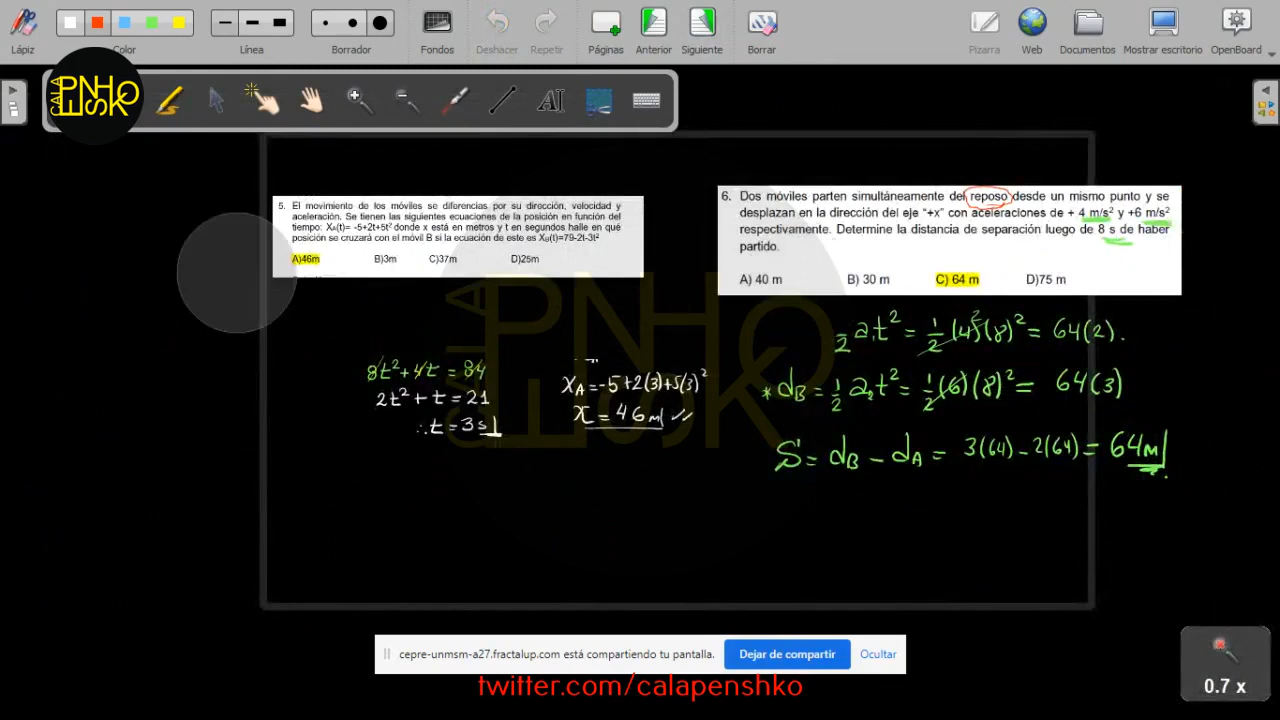 Lápiz
Color
Línea
Borrador
Fondos
Deshacer
Repetir
Páginas
Anterior
Siguiente
Borrar
Pizarra
Web
Documentos
Mostrar escritorio
OpenBoard
CALA
PENHSKO
5. El movimiento de los móviles se diferencias por su dirección, velocidad y
aceleración. Se tienen las siguientes ecuaciones de la posición en función del
tiempo: XA(t)= -5+2t+5t² donde x está en metros y t en segundos halle en qué
posición se cruzará con el móvil B si la ecuación de este es XB(t)=79-2t-3t²
A)46m B)3m C)37m D)25m
8t²+4t = 84
2t² + t = 21
∴t = 3s
XA = -5+2(3)+5(3)²
X = 46m
6. Dos móviles parten simultáneamente del reposo desde un mismo punto y se
desplazan en la dirección del eje "+x" con aceleraciones de + 4 m/s² y +6 m/s²
respectivamente. Determine la distancia de separación luego de 8 s de haber
partido.
A) 40 m B) 30 m C) 64 m D)75 m
½ a₁t² = ½(4)(8)² = 64(2).
* dB = ½ a₂t² = ½(6)(8)² = 64(3)
S = dB - dA = 3(64) - 2(64) = 64m
cepre-unmsm-a27.fractalup.com está compartiendo tu pantalla.
Dejar de compartir
Ocultar
twitter.com/calapenshko
0.7 x